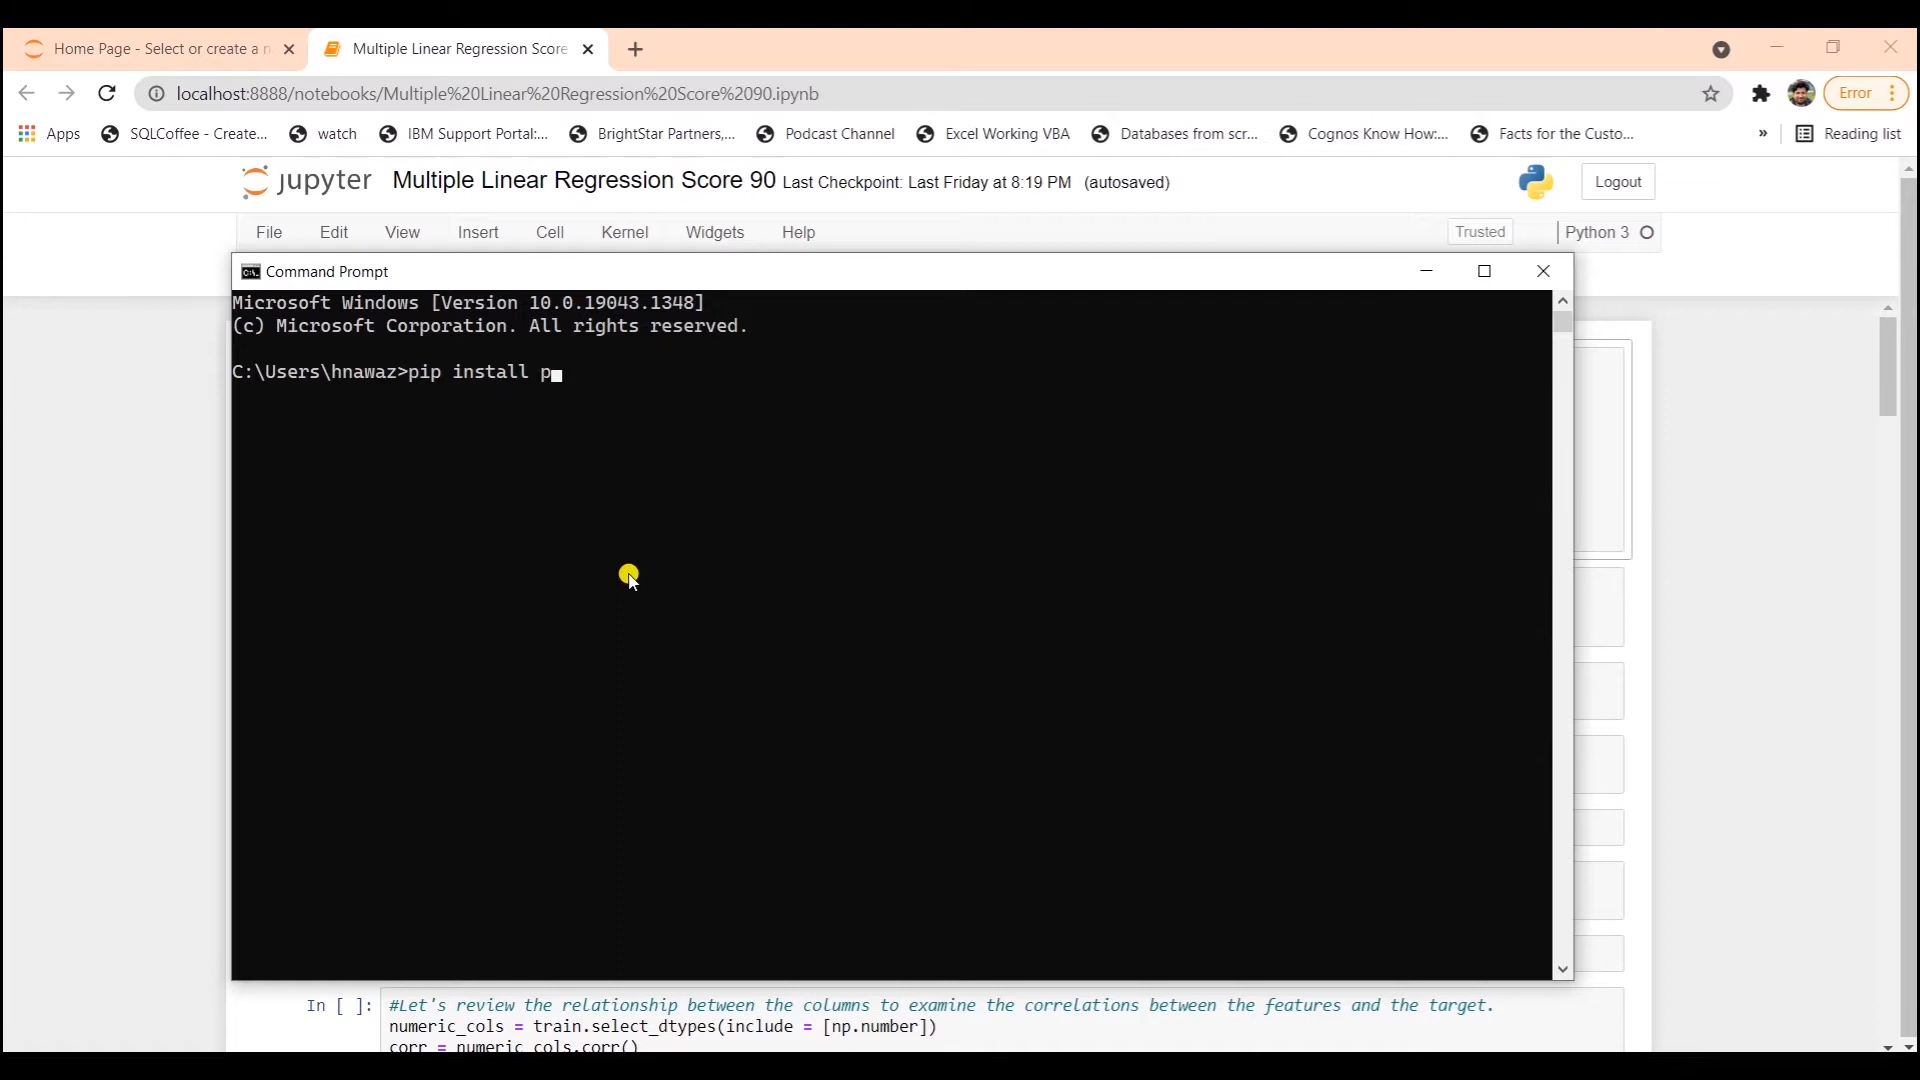 Home Page - Select or create a n
Multiple Linear Regression Score
localhost:8888/notebooks/Multiple%20Linear%20Regression%20Score%2090.ipynb
Error
Apps
SQLCoffee - Create...
watch
IBM Support Portal:...
BrightStar Partners,...
Podcast Channel
Excel Working VBA
Databases from scr...
Cognos Know How:...
Facts for the Custo...
»
Reading list
jupyter
Multiple Linear Regression Score 90 Last Checkpoint: Last Friday at 8:19 PM (autosaved)
Logout
File
Edit
View
Insert
Cell
Kernel
Widgets
Help
Trusted
Python 3
Command Prompt
Microsoft Windows [Version 10.0.19043.1348]
(c) Microsoft Corporation. All rights reserved.
C:\Users\hnawaz>pip install p
In [ ]: #Let's review the relationship between the columns to examine the correlations between the features and the target.
numeric_cols = train.select_dtypes(include = [np.number])
corr = numeric_cols.corr()